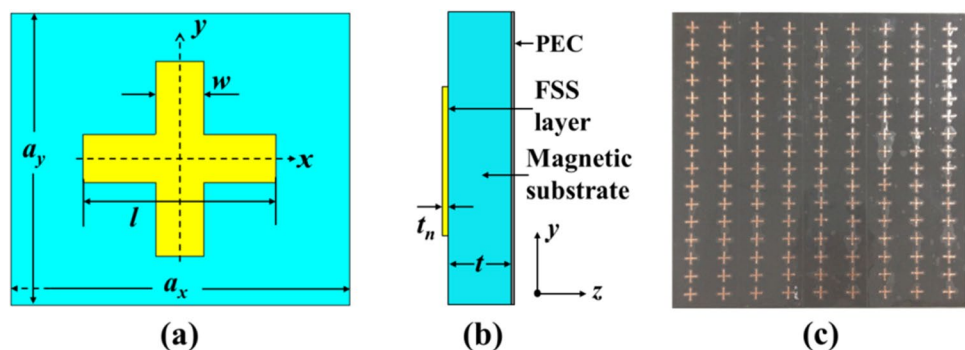 y
w
a_y
x
l
a_x
(a)
PEC
FSS
layer
Magnetic
substrate
t_n
t
y
z
(b)
(c)